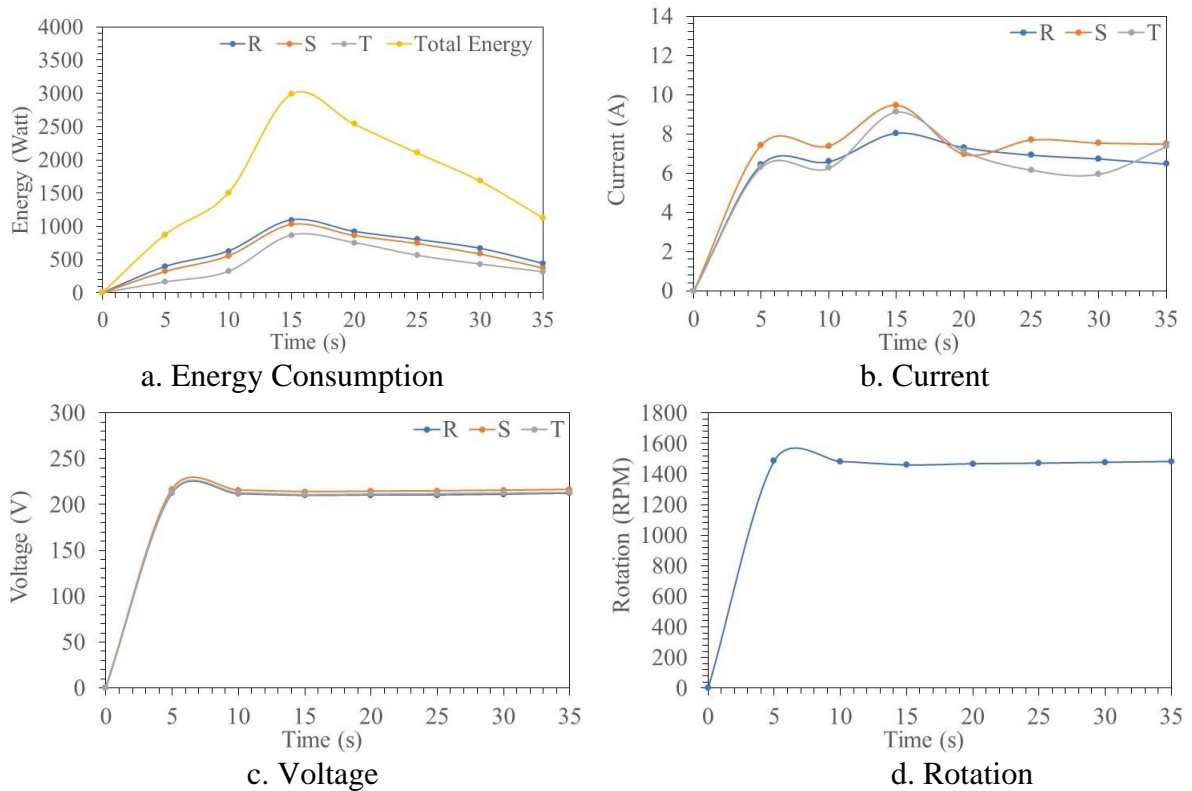 4000
3500
3000
2500
2000
1500
1000
500
0
Energy (Watt)
R S T Total Energy
0 5 10 15 20 25 30 35
Time (s)
a. Energy Consumption
14
12
10
8
6
4
2
0
Current (A)
R S T
0 5 10 15 20 25 30 35
Time (s)
b. Current
300
250
200
150
100
50
0
Voltage (V)
R S T
0 5 10 15 20 25 30 35
Time (s)
c. Voltage
1800
1600
1400
1200
1000
800
600
400
200
0
Rotation (RPM)
0 5 10 15 20 25 30 35
Time (s)
d. Rotation